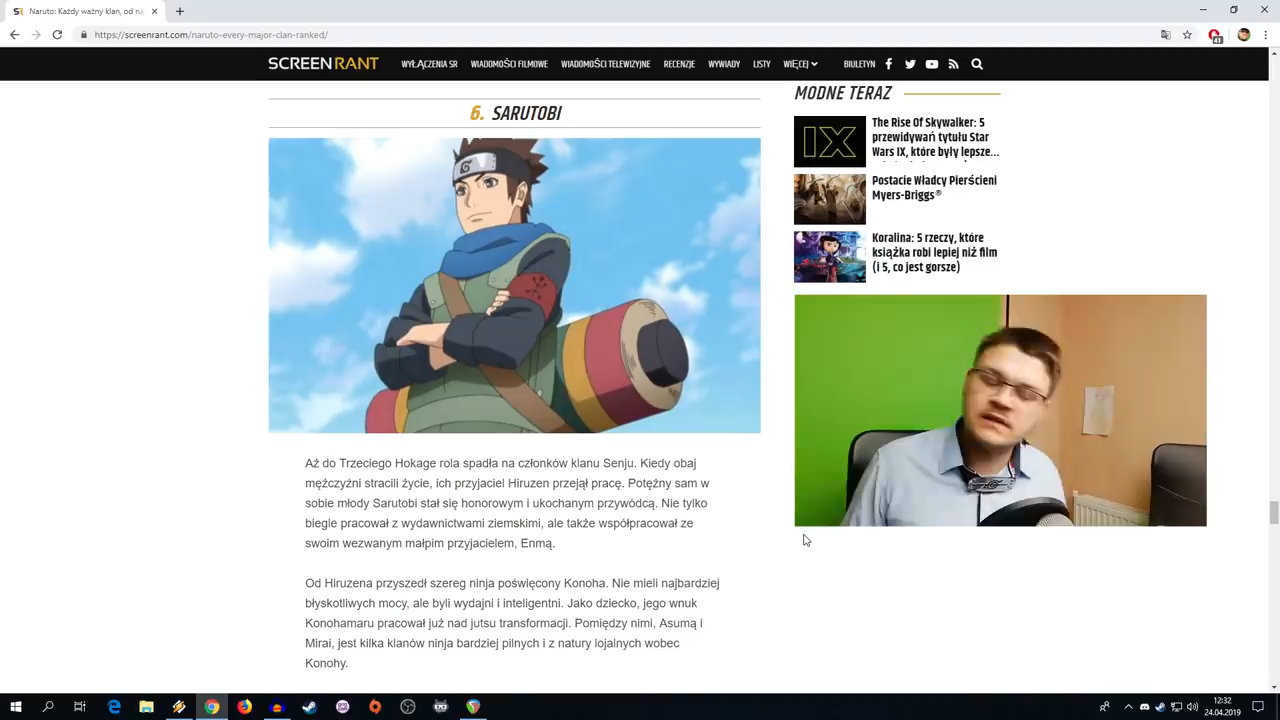 Naruto: Każdy ważny klan, od na
https://screenrant.com/naruto-every-major-clan-ranked/
41
SCREENRANT
WYŁĄCZENIA SR
WIADOMOŚCI FILMOWE
WIADOMOŚCI TELEWIZYJNE
RECENZJE
WYWIADY
LISTY
WIĘCEJ
BIULETYN
6. SARUTOBI
Aż do Trzeciego Hokage rola spadła na członków klanu Senju. Kiedy obaj
mężczyźni stracili życie, ich przyjaciel Hiruzen przejął pracę. Potężny sam w
sobie młody Sarutobi stał się honorowym i ukochanym przywódcą. Nie tylko
biegle pracował z wydawnictwami ziemskimi, ale także współpracował ze
swoim wezwanym małpim przyjacielem, Enmą.
Od Hiruzena przyszedł szereg ninja poświęcony Konoha. Nie mieli najbardziej
błyskotliwych mocy, ale byli wydajni i inteligentni. Jako dziecko, jego wnuk
Konohamaru pracował już nad jutsu transformacji. Pomiędzy nimi, Asumą i
Mirai, jest kilka klanów ninja bardziej pilnych i z natury lojalnych wobec
Konohy.
MODNE TERAZ
IX
The Rise Of Skywalker: 5
przewidywań tytułu Star
Wars IX, które były lepsze...
Postacie Władcy Pierścieni
Myers-Briggs®
Koralina: 5 rzeczy, które
książka robi lepiej niż film
(i 5, co jest gorsze)
12:32
24.04.2019